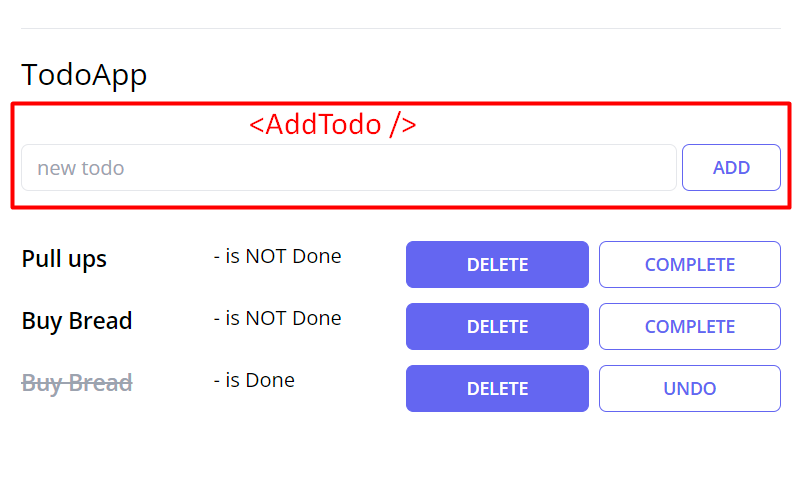 TodoApp
<AddTodo />
new todo ADD
Pull ups - is NOT Done DELETE COMPLETE
Buy Bread - is NOT Done DELETE COMPLETE
Buy Bread - is Done DELETE UNDO